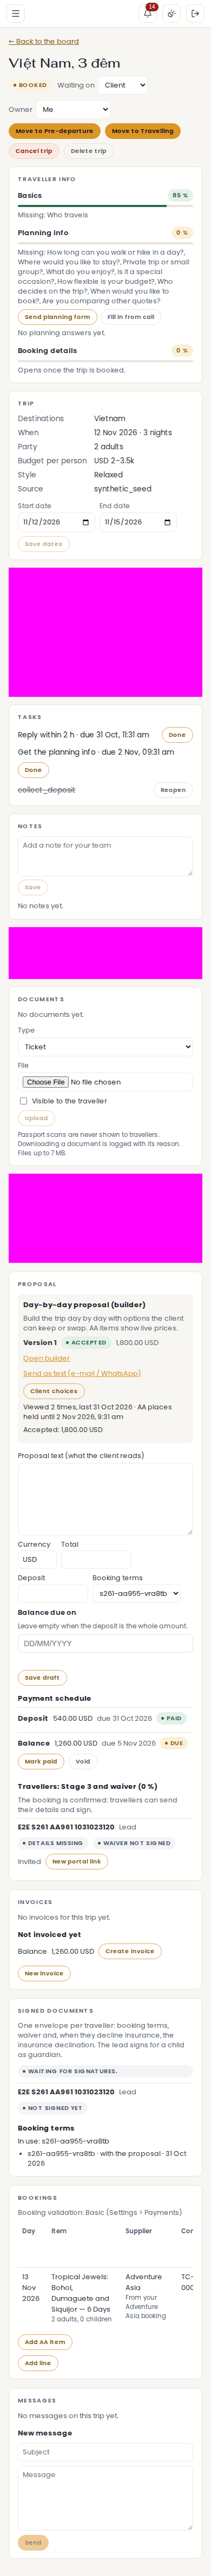 14
← Back to the board
Việt Nam, 3 đêm
BOOKED Waiting on Client
Owner Me
Move to Pre-departure Move to Travelling
Cancel trip Delete trip
TRAVELLER INFO
Basics 85 %
Missing: Who travels
Planning info 0 %
Missing: How long can you walk or hike in a day?,
Where would you like to stay?, Private tour or small
group?, What do you enjoy?, Is it a special
occasion?, How flexible is your budget?, Who
decides on the trip?, When would you like to
book?, Are you comparing other quotes?
Send planning form Fill in from call
No planning answers yet.
Booking details 0 %
Opens once the trip is booked.
TRIP
Destinations Vietnam
When 12 Nov 2026 · 3 nights
Party 2 adults
Budget per person USD 2–3.5k
Style Relaxed
Source synthetic_seed
Start date End date
11/12/2026 11/15/2026
Save dates
TASKS
Reply within 2 h · due 31 Oct, 11:31 am Done
Get the planning info · due 2 Nov, 09:31 am
Done
collect_deposit Reopen
NOTES
Add a note for your team
Save
No notes yet.
DOCUMENTS
No documents yet.
Type
Ticket
File
Choose File No file chosen
Visible to the traveller
Upload
Passport scans are never shown to travellers.
Downloading a document is logged with its reason.
Files up to 7 MB.
PROPOSAL
Day-by-day proposal (builder)
Build the trip day by day with options the client
can keep or swap. AA items show live prices.
Version 1 ACCEPTED 1,800.00 USD
Open builder
Send as text (e-mail / WhatsApp)
Client choices
Viewed 2 times, last 31 Oct 2026 · AA places
held until 2 Nov 2026, 9:31 am
Accepted: 1,800.00 USD
Proposal text (what the client reads)
Currency Total
USD
Deposit Booking terms
s261-aa955-vra8tb
Balance due on
Leave empty when the deposit is the whole amount.
DD/MM/YYYY
Save draft
Payment schedule
Deposit 540.00 USD due 31 Oct 2026 PAID
Balance 1,260.00 USD due 5 Nov 2026 DUE
Mark paid Void
Travellers: Stage 3 and waiver (0 %)
The booking is confirmed: travellers can send
their details and sign.
E2E S261 AA961 1031023120 Lead
DETAILS MISSING WAIVER NOT SIGNED
Invited New portal link
INVOICES
No invoices for this trip yet.
Not invoiced yet
Balance 1,260.00 USD Create invoice
New invoice
SIGNED DOCUMENTS
One envelope per traveller: booking terms,
waiver and, when they decline insurance, the
insurance declination. The lead signs for a child
as guardian.
WAITING FOR SIGNATURES.
E2E S261 AA961 1031023120 Lead
NOT SIGNED YET
Booking terms
In use: s261-aa955-vra8tb
• s261-aa955-vra8tb · with the proposal · 31 Oct
2026
BOOKINGS
Booking validation: Basic (Settings > Payments)
Day Item Supplier
13 Nov 2026 Tropical Jewels: Bohol, Dumaguete and Siquijor — 6 Days Adventure Asia
2 adults, 0 children From your Adventure Asia booking
Add AA item
Add line
MESSAGES
No messages on this trip yet.
New message
Subject
Message
Send